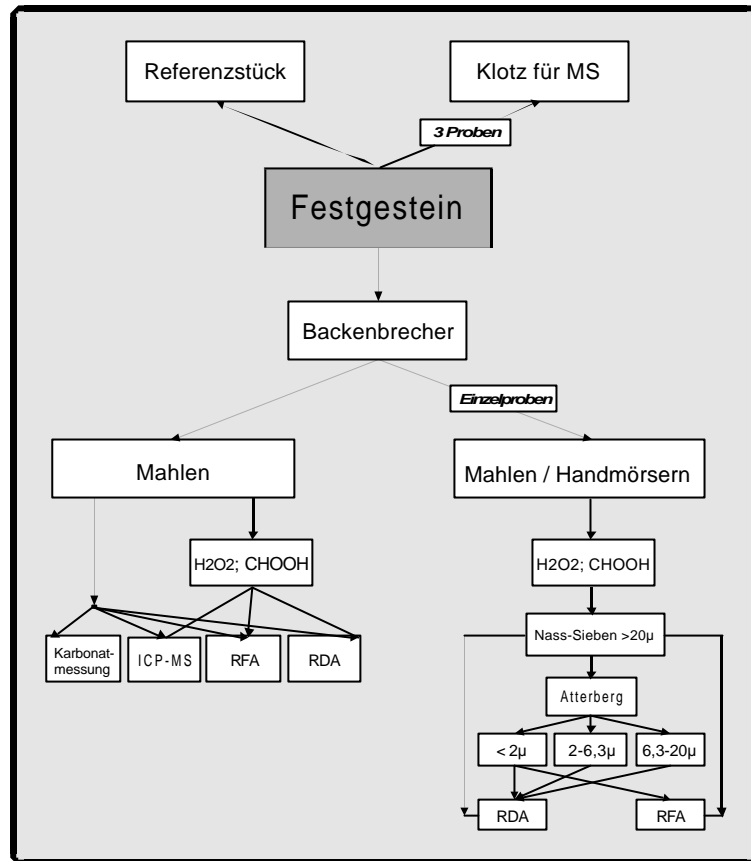 Referenzstück
Klotz für MS
3 Proben
Festgestein
Backenbrecher
Einzelproben
Mahlen
Mahlen / Handmörsern
H2O2; CHOOH
H2O2; CHOOH
Nass-Sieben >20µ
Karbonat-
messung
ICP-MS
RFA
RDA
Atterberg
< 2µ
2-6,3µ
6,3-20µ
RDA
RFA